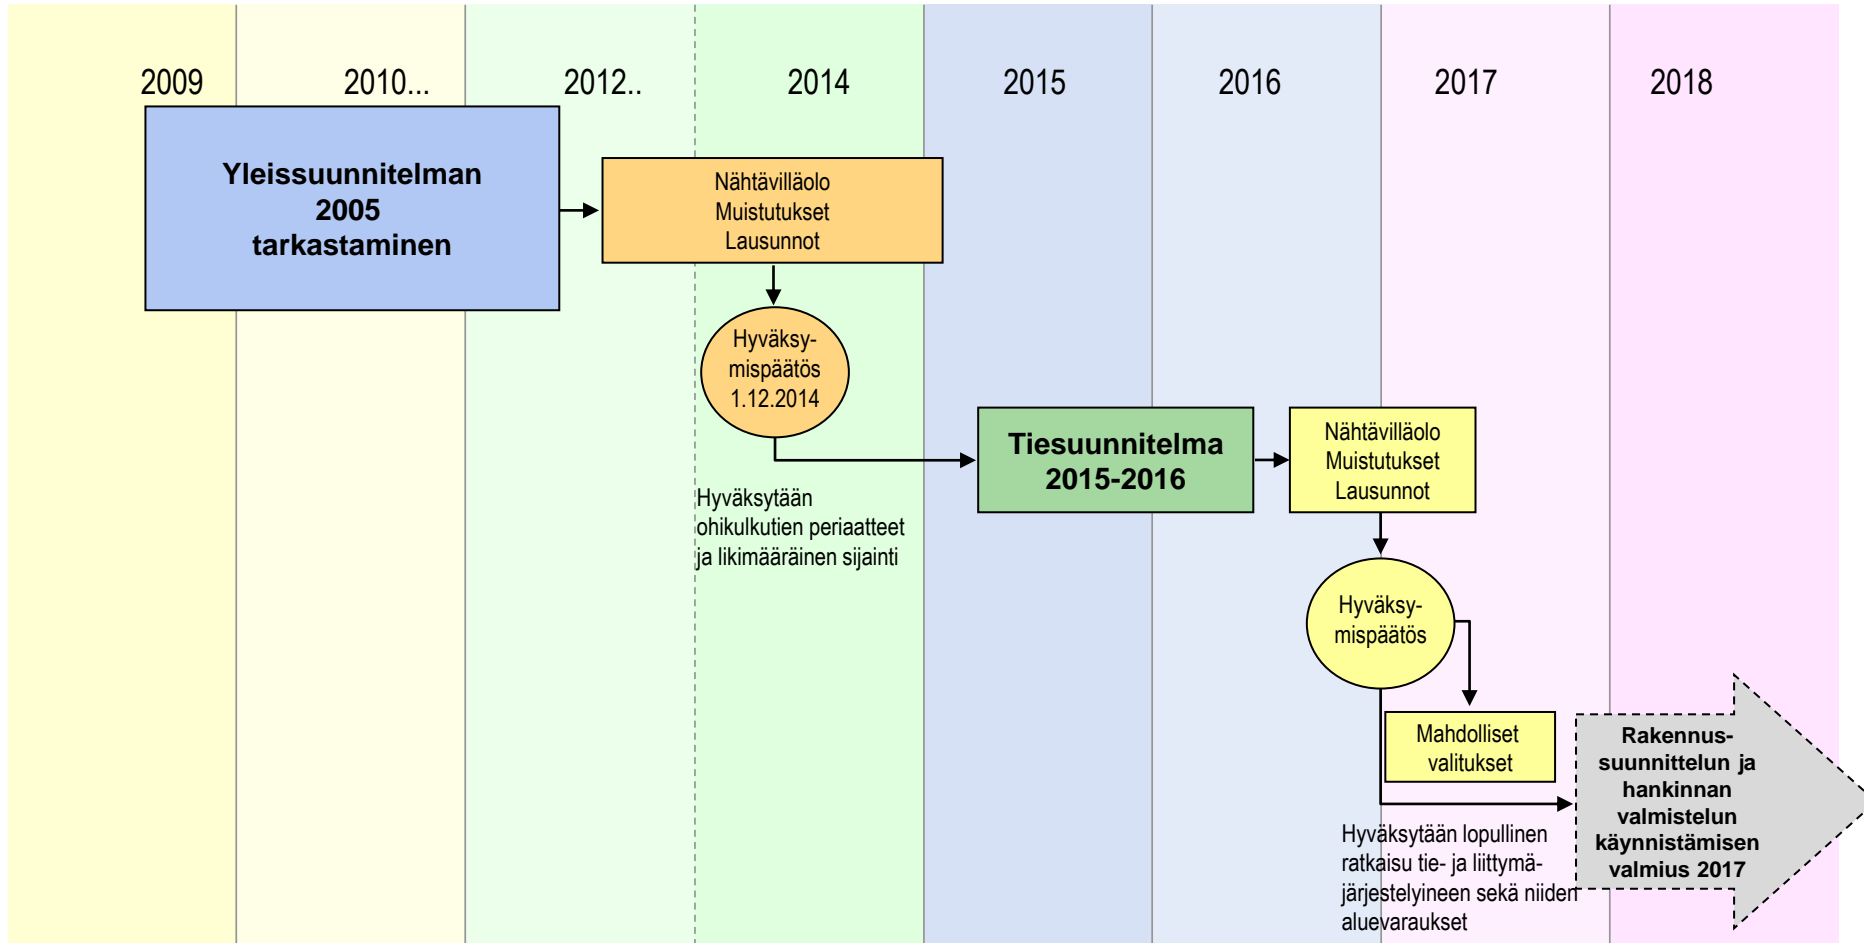 2009
2010...
2012..
2014
2015
2016
2017
2018
Yleissuunnitelman
2005
tarkastaminen
Nähtävilläolo
Muistutukset
Lausunnot
Hyväksy-
mispäätös
1.12.2014
Hyväksytään
ohikulkutien periaatteet
ja likimääräinen sijainti
Tiesuunnitelma
2015-2016
Nähtävilläolo
Muistutukset
Lausunnot
Hyväksy-
mispäätös
Mahdolliset
valitukset
Hyväksytään lopullinen
ratkaisu tie- ja liittymä-
järjestelyineen sekä niiden
aluevaraukset
Rakennus-
suunnittelun ja
hankinnan
valmistelun
käynnistämisen
valmius 2017